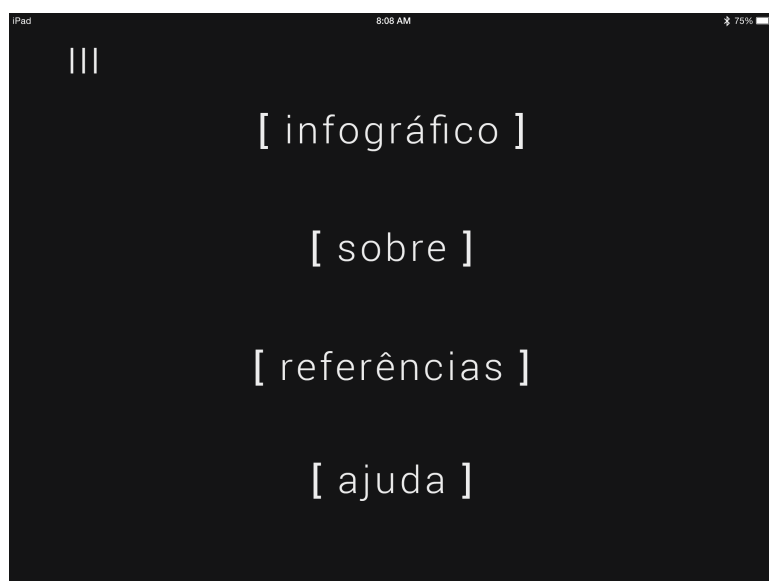 iPad 8:08 AM 75%
[ infográfico ]
[ sobre ]
[ referências ]
[ ajuda ]